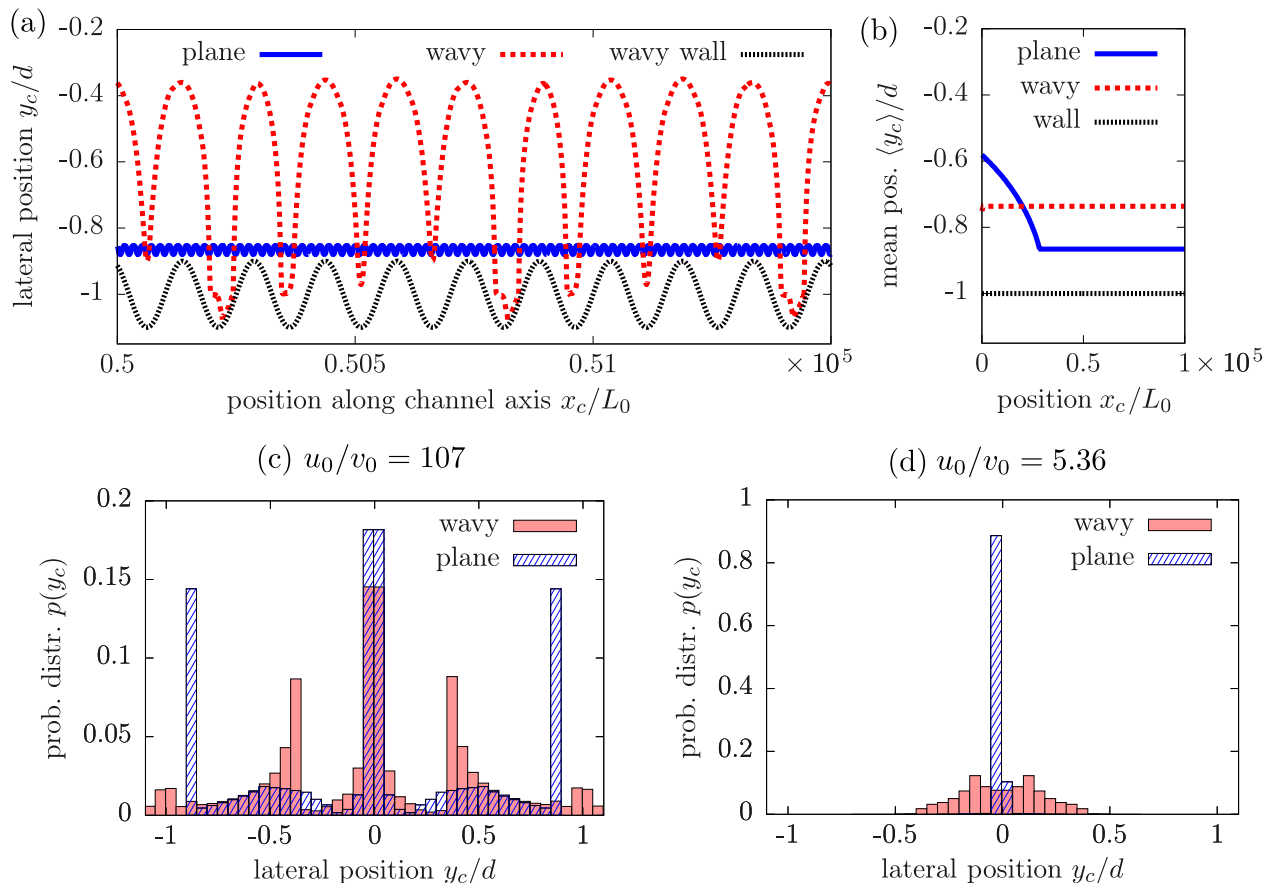 (a)
plane
wavy
wavy wall
lateral position y_c/d
-0.2
-0.4
-0.6
-0.8
-1
0.5
0.505
0.51
× 10^5
position along channel axis x_c/L_0
(b)
plane
wavy
wall
mean pos. ⟨y_c⟩/d
-0.2
-0.4
-0.6
-0.8
-1
0
0.5
1 × 10^5
position x_c/L_0
(c) u_0/v_0 = 107
wavy
plane
prob. distr. p(y_c)
0.2
0.15
0.1
0.05
0
-1
-0.5
0
0.5
1
lateral position y_c/d
(d) u_0/v_0 = 5.36
wavy
plane
prob. distr. p(y_c)
1
0.8
0.6
0.4
0.2
0
-1
-0.5
0
0.5
1
lateral position y_c/d